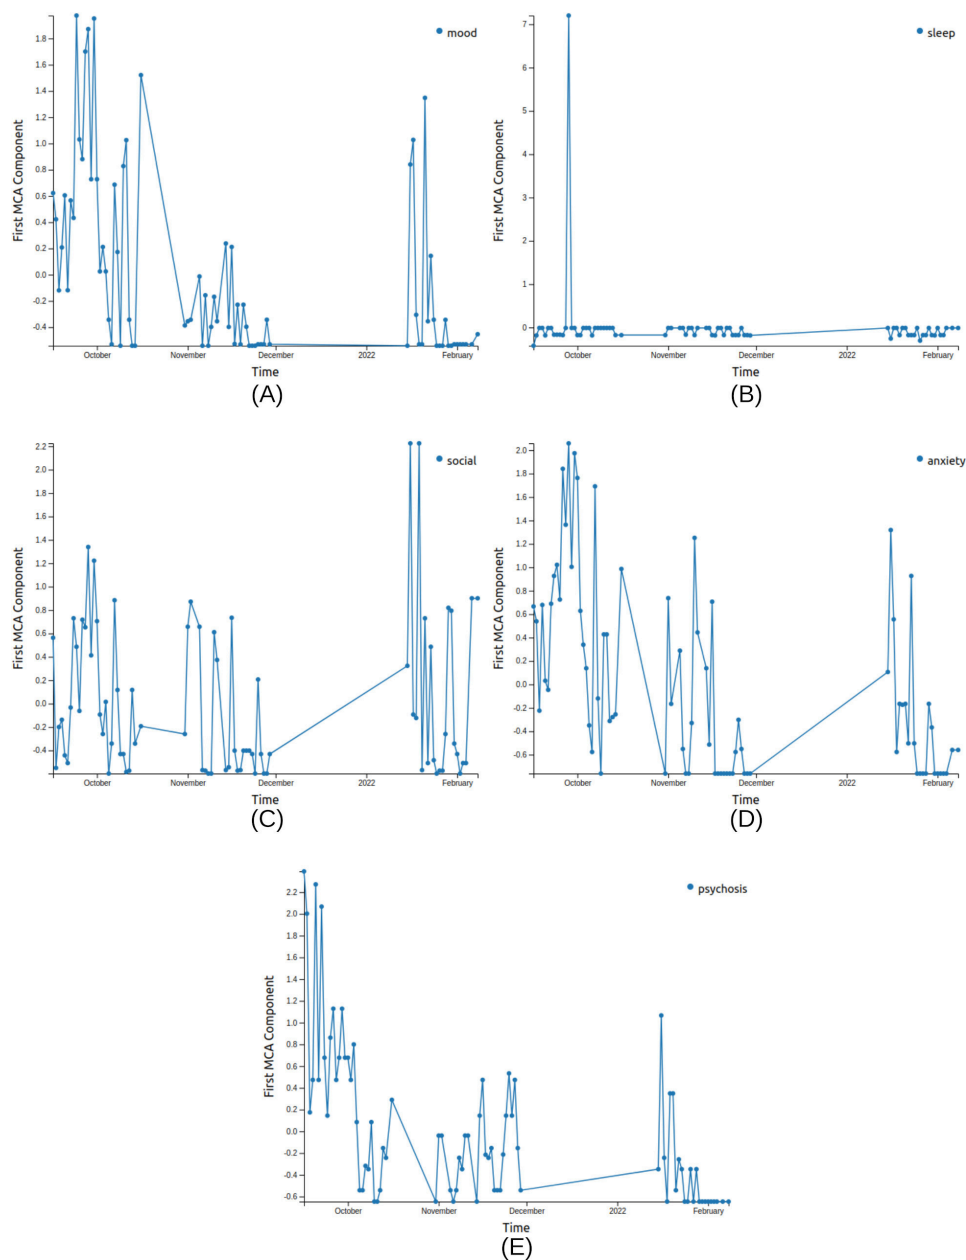 mood
1.8
1.6
1.4
1.2
1.0
0.8
0.6
0.4
0.2
0.0
-0.2
-0.4
First MCA Component
October November December 2022 February
Time
(A)
sleep
7
6
5
4
3
2
1
0
First MCA Component
October November December 2022 February
Time
(B)
social
2.2
2.0
1.8
1.6
1.4
1.2
1.0
0.8
0.6
0.4
0.2
0.0
-0.2
-0.4
First MCA Component
October November December 2022 February
Time
(C)
anxiety
2.0
1.8
1.6
1.4
1.2
1.0
0.8
0.6
0.4
0.2
0.0
-0.2
-0.4
-0.6
First MCA Component
October November December 2022 February
Time
(D)
psychosis
2.2
2.0
1.8
1.6
1.4
1.2
1.0
0.8
0.6
0.4
0.2
0.0
-0.2
-0.4
-0.6
First MCA Component
October November December 2022 February
Time
(E)